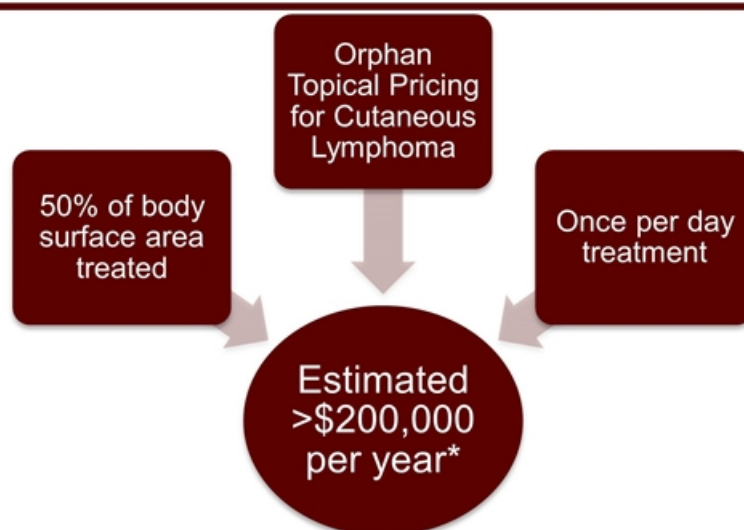 Orphan
Topical Pricing
for Cutaneous
Lymphoma
50% of body
surface area
treated
Once per day
treatment
Estimated
>$200,000
per year*